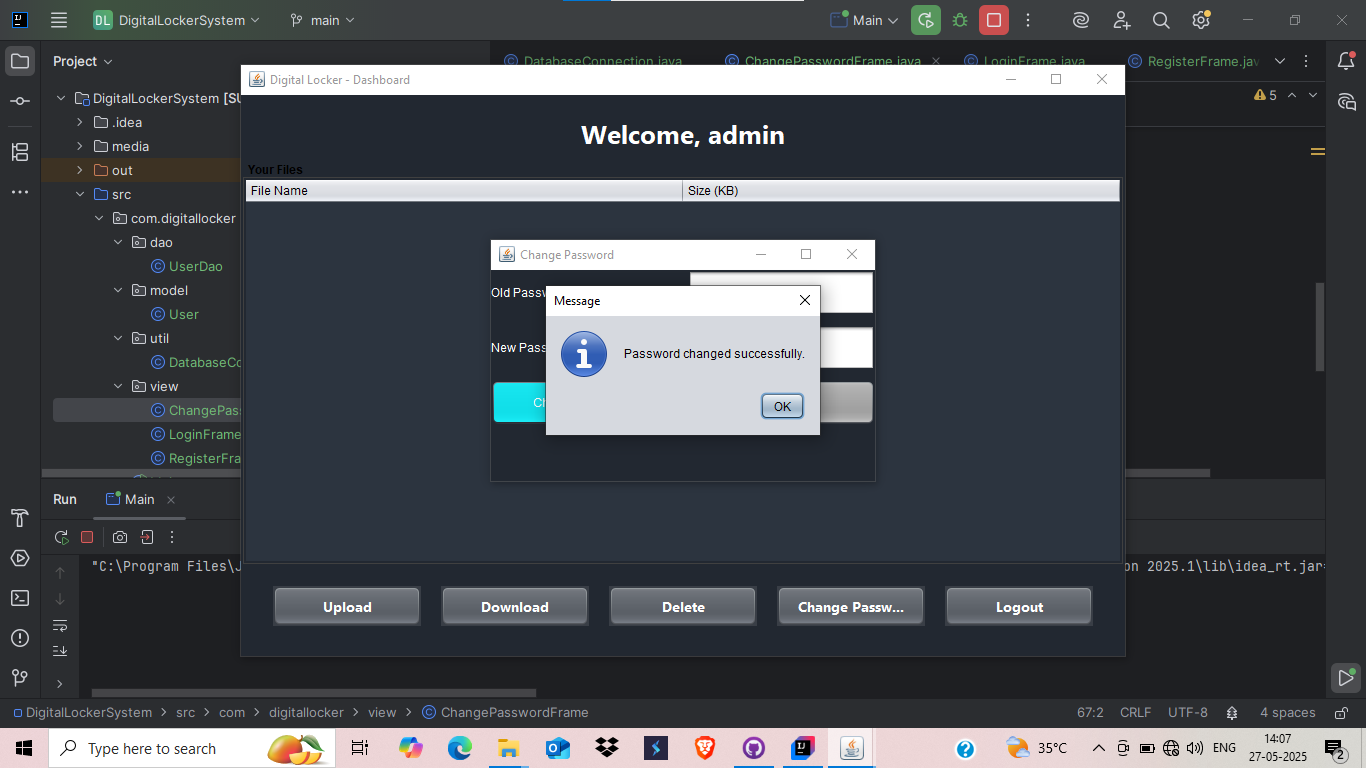 DL DigitalLockerSystem main Main
Project
DatabaseConnection.java ChangePasswordFrame.java LoginFrame.java RegisterFrame.jav
Digital Locker - Dashboard
DigitalLockerSystem [SU
5
.idea
media
out
src
com.digitallocker
dao
UserDao
model
User
util
DatabaseCo
view
ChangePass
LoginFrame
RegisterFra
Welcome, admin
Your Files
File Name Size (KB)
Change Password
Old Passw
New Pass
Ch
Message
Password changed successfully.
OK
Upload Download Delete Change Passw... Logout
Run Main
"C:\Program Files\J
on 2025.1\lib\idea_rt.jar=
DigitalLockerSystem > src > com > digitallocker > view > ChangePasswordFrame 67:2 CRLF UTF-8 4 spaces
Type here to search
35°C
ENG
14:07
27-05-2025
2